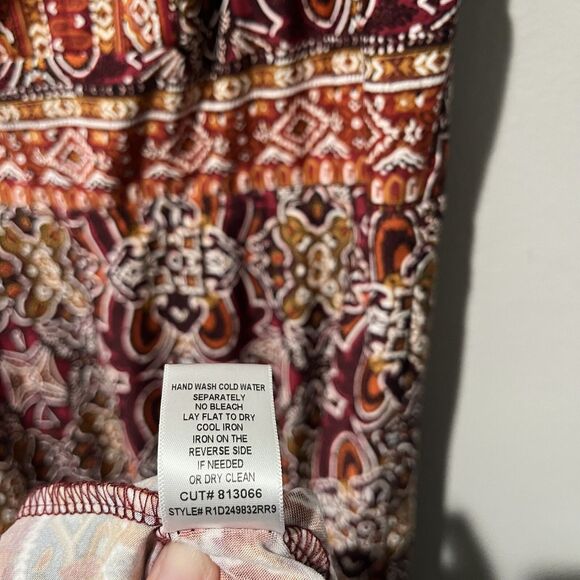 HAND WASH COLD WATER
SEPARATELY
NO BLEACH
LAY FLAT TO DRY
COOL IRON
IRON ON THE
REVERSE SIDE
IF NEEDED
OR DRY CLEAN
CUT# 813066
STYLE# R1D249832RR9